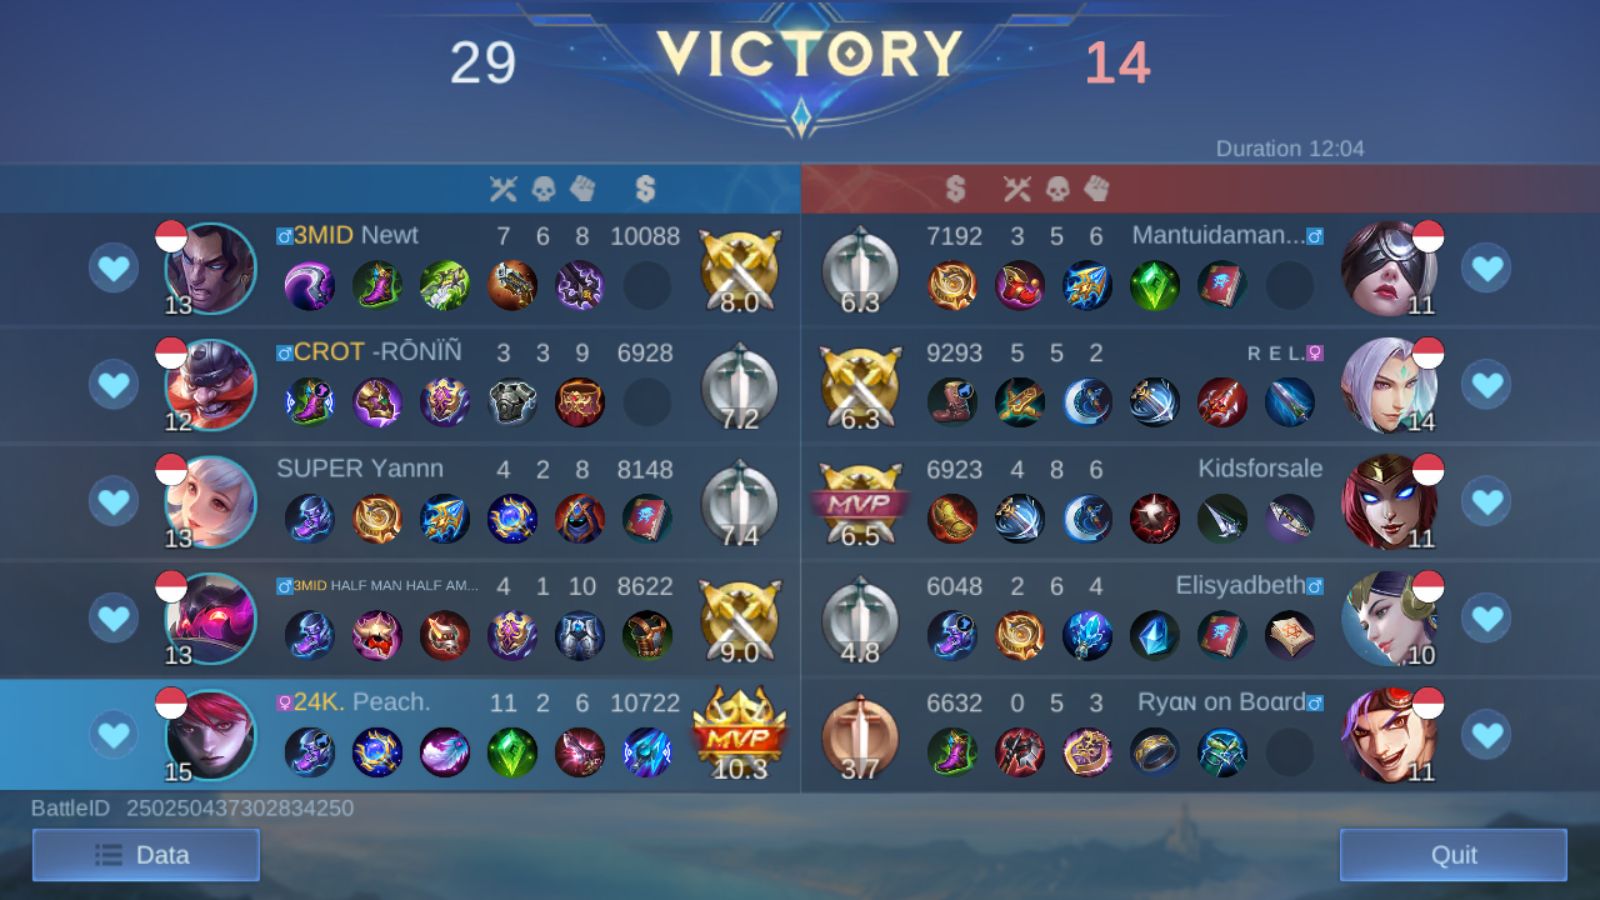 29 VICTORY 14
Duration 12:04
3MID Newt 7 6 8 10088
13 8.0
CROT -RŌNÏÑ 3 3 9 6928
12 7.2
SUPER Yannn 4 2 8 8148
13 7.4
3MID HALF MAN HALF AM... 4 1 10 8622
13 9.0
24K. Peach. 11 2 6 10722
MVP
15 10.3
7192 3 5 6 Mantuidaman...
6.3 11
9293 5 5 2 R E L.
6.3 14
6923 4 8 6 Kidsforsale
MVP
6.5 11
6048 2 6 4 Elisyadbeth
4.8 10
6632 0 5 3 Ryαɴ on Boαrd
3.7 11
BattleID 250250437302834250
Data
Quit